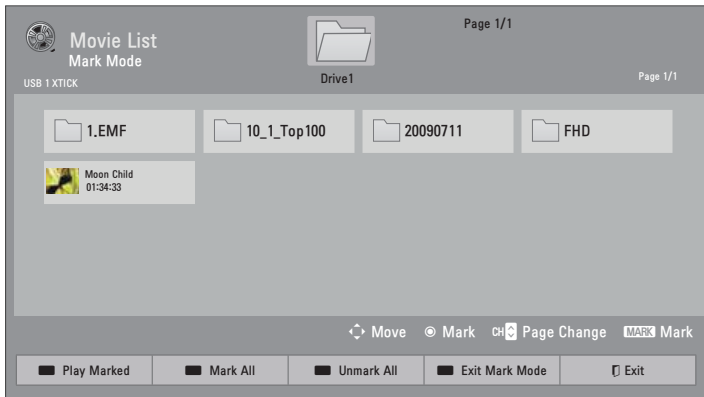 Movie List
Mark Mode
USB 1 XTICK
Page 1/1
Drive1
Page 1/1
1.EMF
10_1_Top100
20090711
FHD
Moon Child
01:34:33
Move Mark CH Page Change MARK Mark
Play Marked Mark All Unmark All Exit Mark Mode Exit